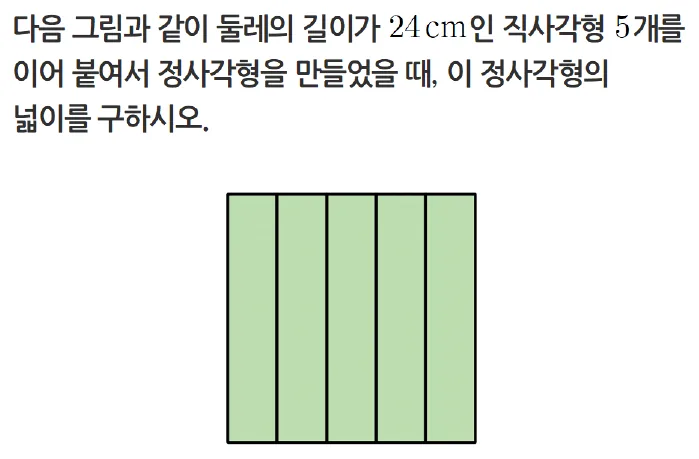 다음 그림과 같이 둘레의 길이가 24cm인 직사각형 5개를
이어 붙여서 정사각형을 만들었을 때, 이 정사각형의
넓이를 구하시오.